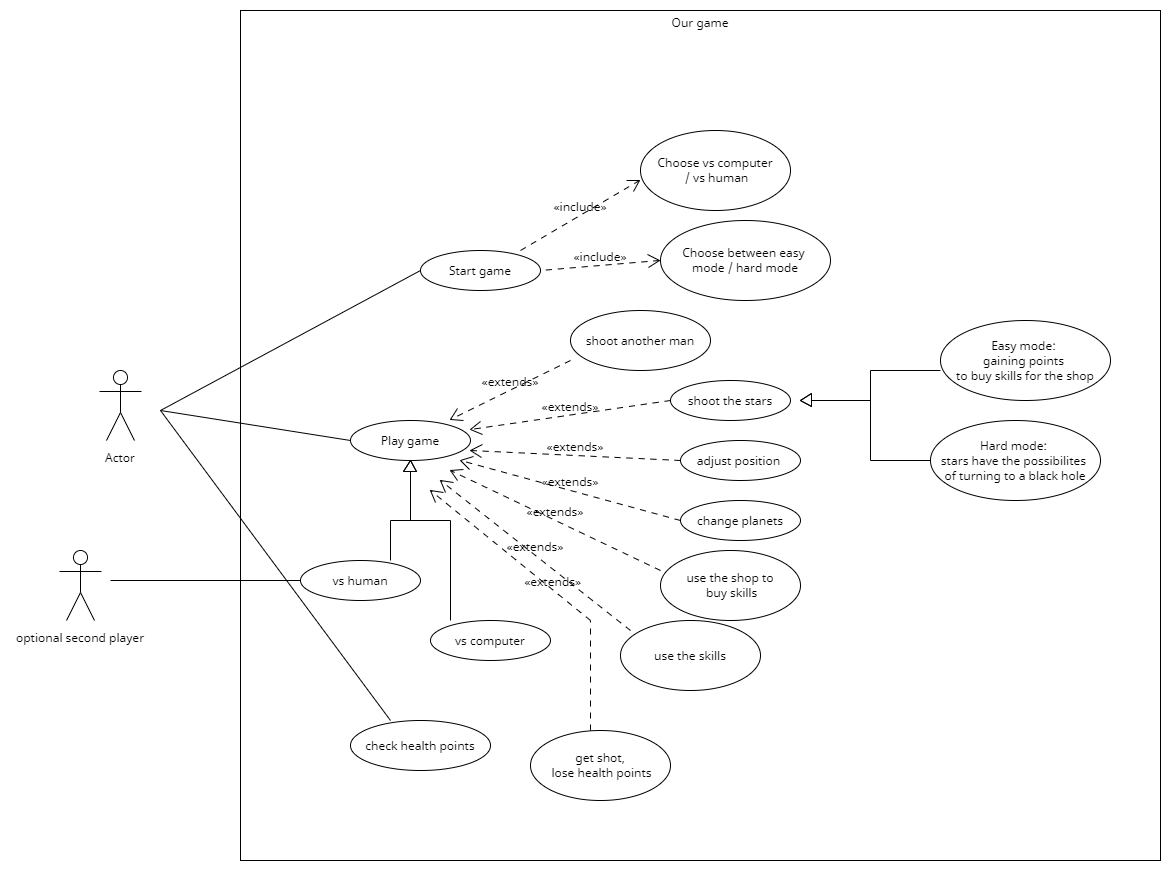 Our game
Choose vs computer
/ vs human
«include»
Choose between easy
mode / hard mode
«include»
Start game
shoot another man
Easy mode:
gaining points
to buy skills for the shop
«extends»
shoot the stars
«extends»
Play game
Hard mode:
stars have the possibilites
of turning to a black hole
adjust position
«extends»
Actor
«extends»
change planets
«extends»
«extends»
vs human
use the shop to
buy skills
«extends»
optional second player
vs computer
use the skills
check health points
get shot,
lose health points